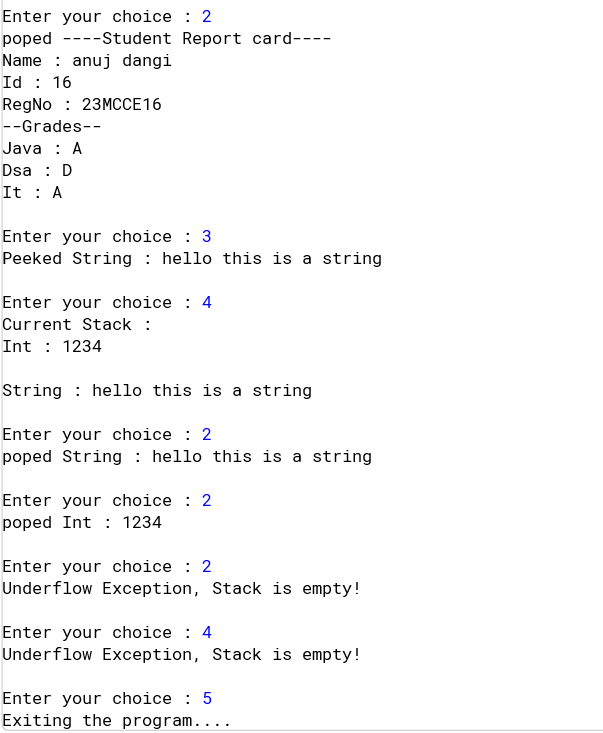 Enter your choice : 2
poped ----Student Report card----
Name : anuj dangi
Id : 16
RegNo : 23MCCE16
--Grades--
Java : A
Dsa : D
It : A
Enter your choice : 3
Peeked String : hello this is a string
Enter your choice : 4
Current Stack :
Int : 1234
String : hello this is a string
Enter your choice : 2
poped String : hello this is a string
Enter your choice : 2
poped Int : 1234
Enter your choice : 2
Underflow Exception, Stack is empty!
Enter your choice : 4
Underflow Exception, Stack is empty!
Enter your choice : 5
Exiting the program....